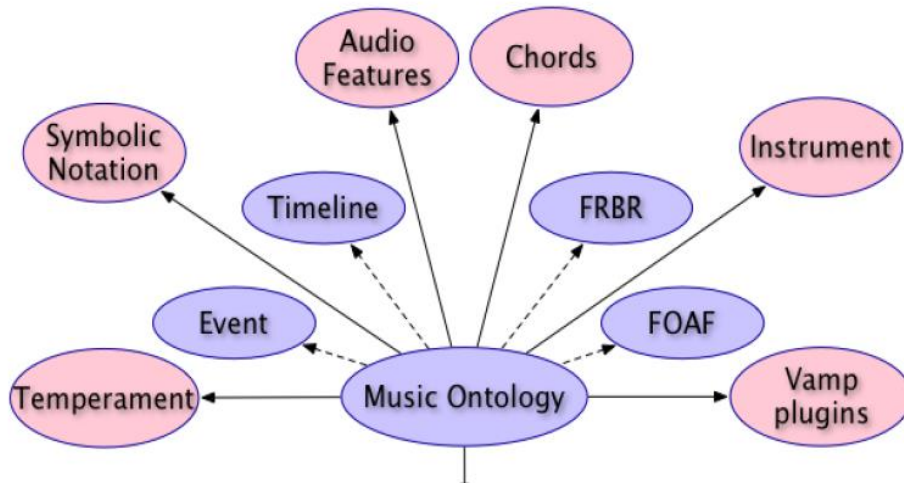 Audio
Features
Chords
Symbolic
Notation
Instrument
Timeline
FRBR
Event
FOAF
Temperament
Music Ontology
Vamp
plugins